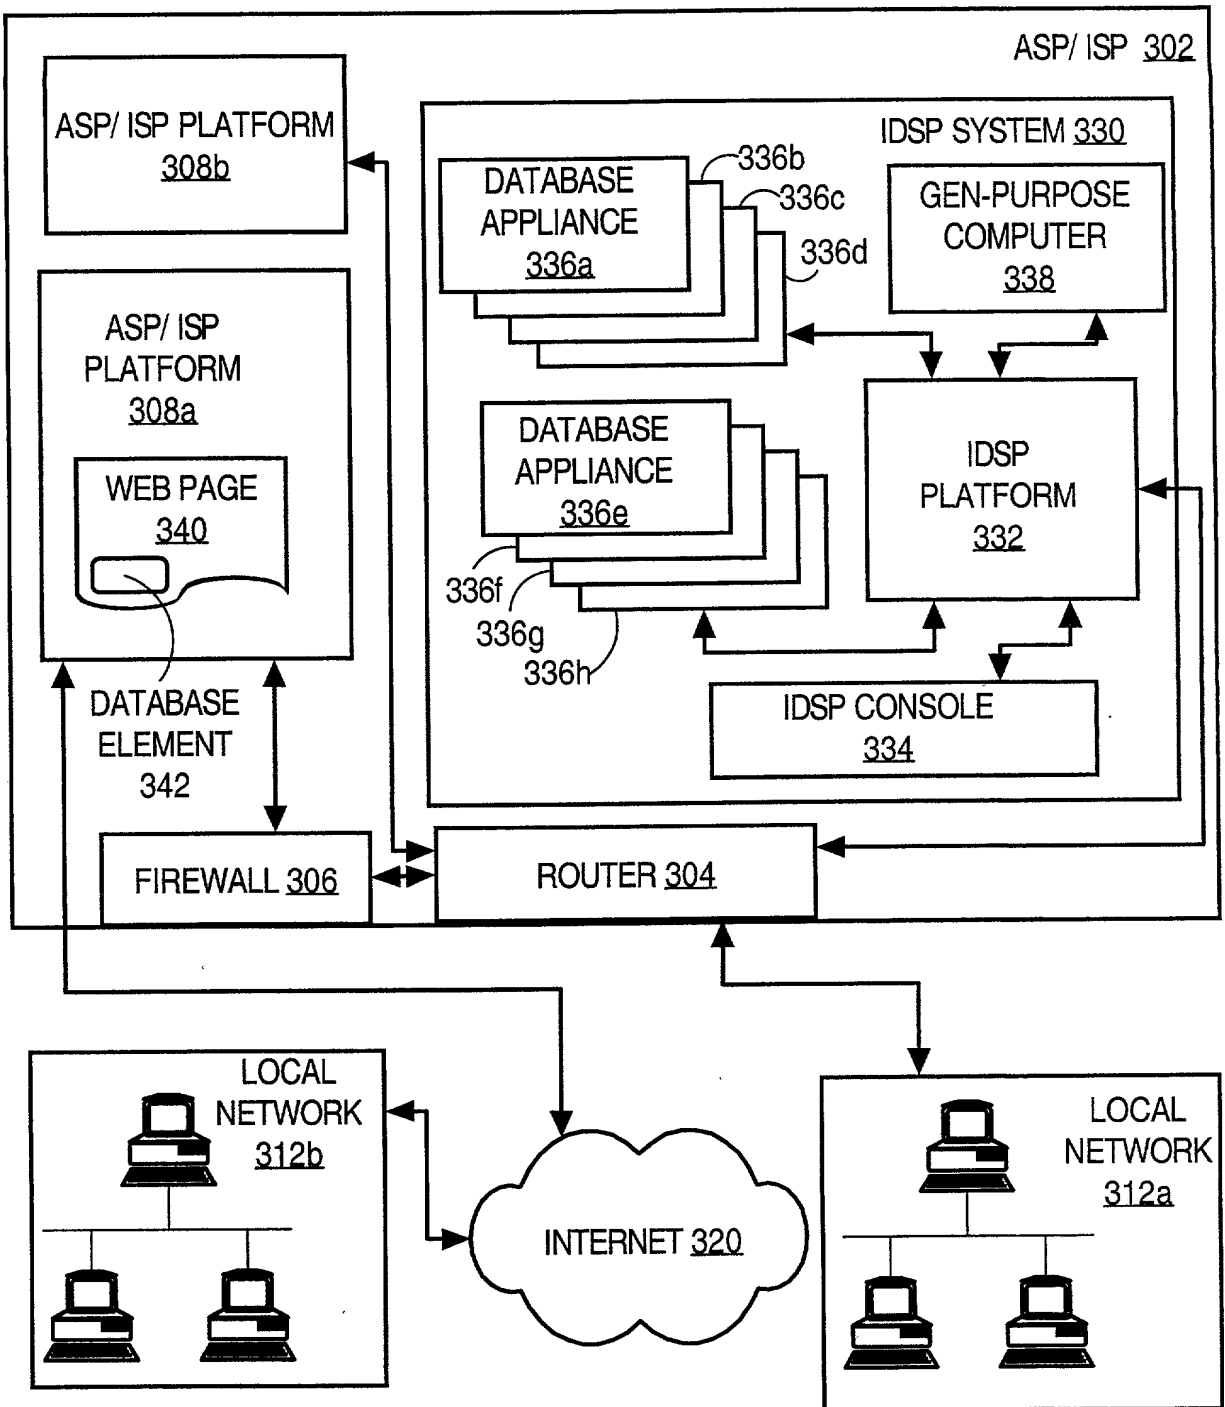 ASP/ ISP 302
ASP/ ISP PLATFORM
308b
IDSP SYSTEM 330
DATABASE
APPLIANCE
336a
336b
336c
336d
GEN-PURPOSE
COMPUTER
338
ASP/ ISP
PLATFORM
308a
WEB PAGE
340
DATABASE
ELEMENT
342
DATABASE
APPLIANCE
336e
336f
336g
336h
IDSP
PLATFORM
332
IDSP CONSOLE
334
FIREWALL 306
ROUTER 304
LOCAL
NETWORK
312b
INTERNET 320
LOCAL
NETWORK
312a